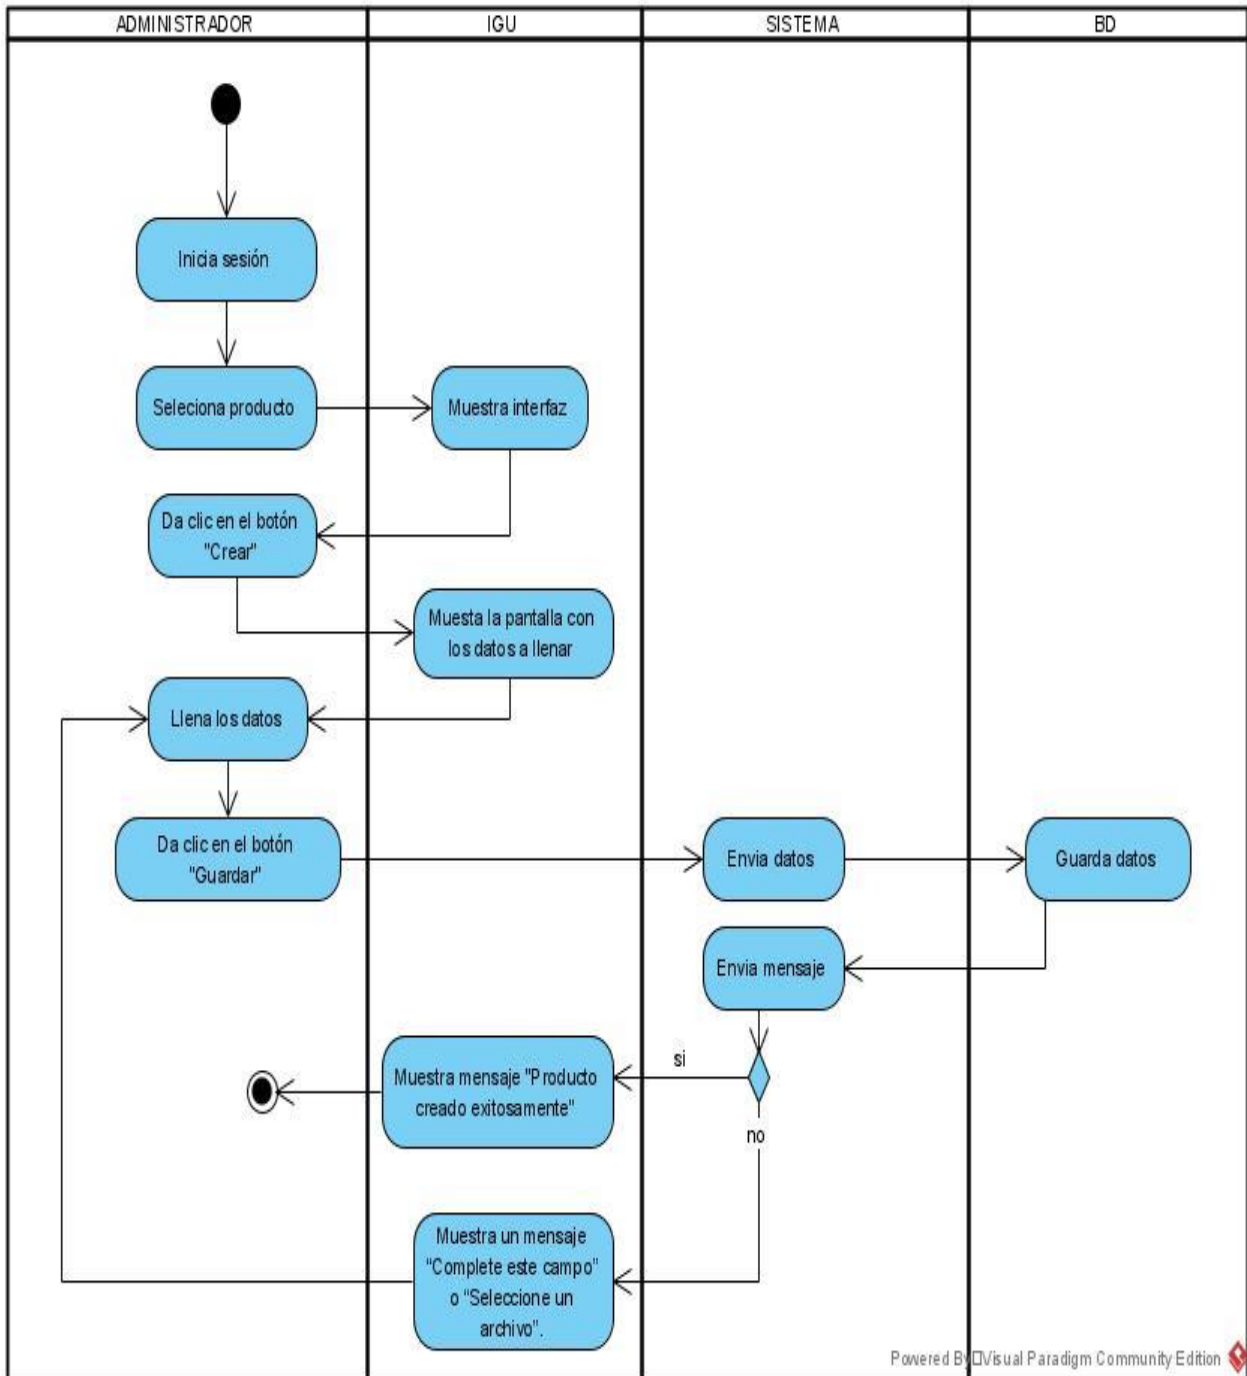 ADMINISTRADOR
IGU
SISTEMA
BD
Inicia sesión
Seleciona producto
Muestra interfaz
Da clic en el botón
"Crear"
Muesta la pantalla con
los datos a llenar
Llena los datos
Da clic en el botón
"Guardar"
Envia datos
Guarda datos
Envia mensaje
si
Muestra mensaje "Producto
creado exitosamente"
no
Muestra un mensaje
“Complete este campo”
o “Seleccione un
archivo”.
Powered By Visual Paradigm Community Edition